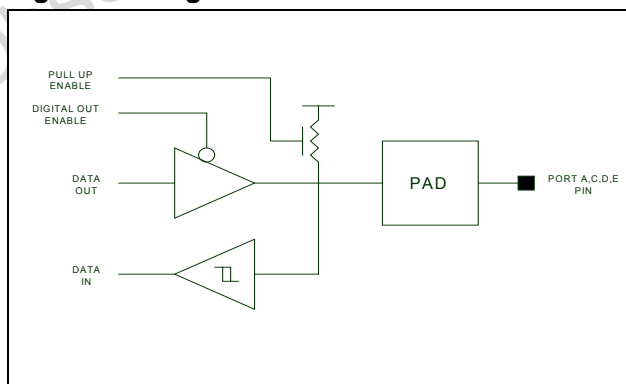 PULL UP
ENABLE
DIGITAL OUT
ENABLE
DATA
OUT
PAD
PORT A,C,D,E
PIN
DATA
IN